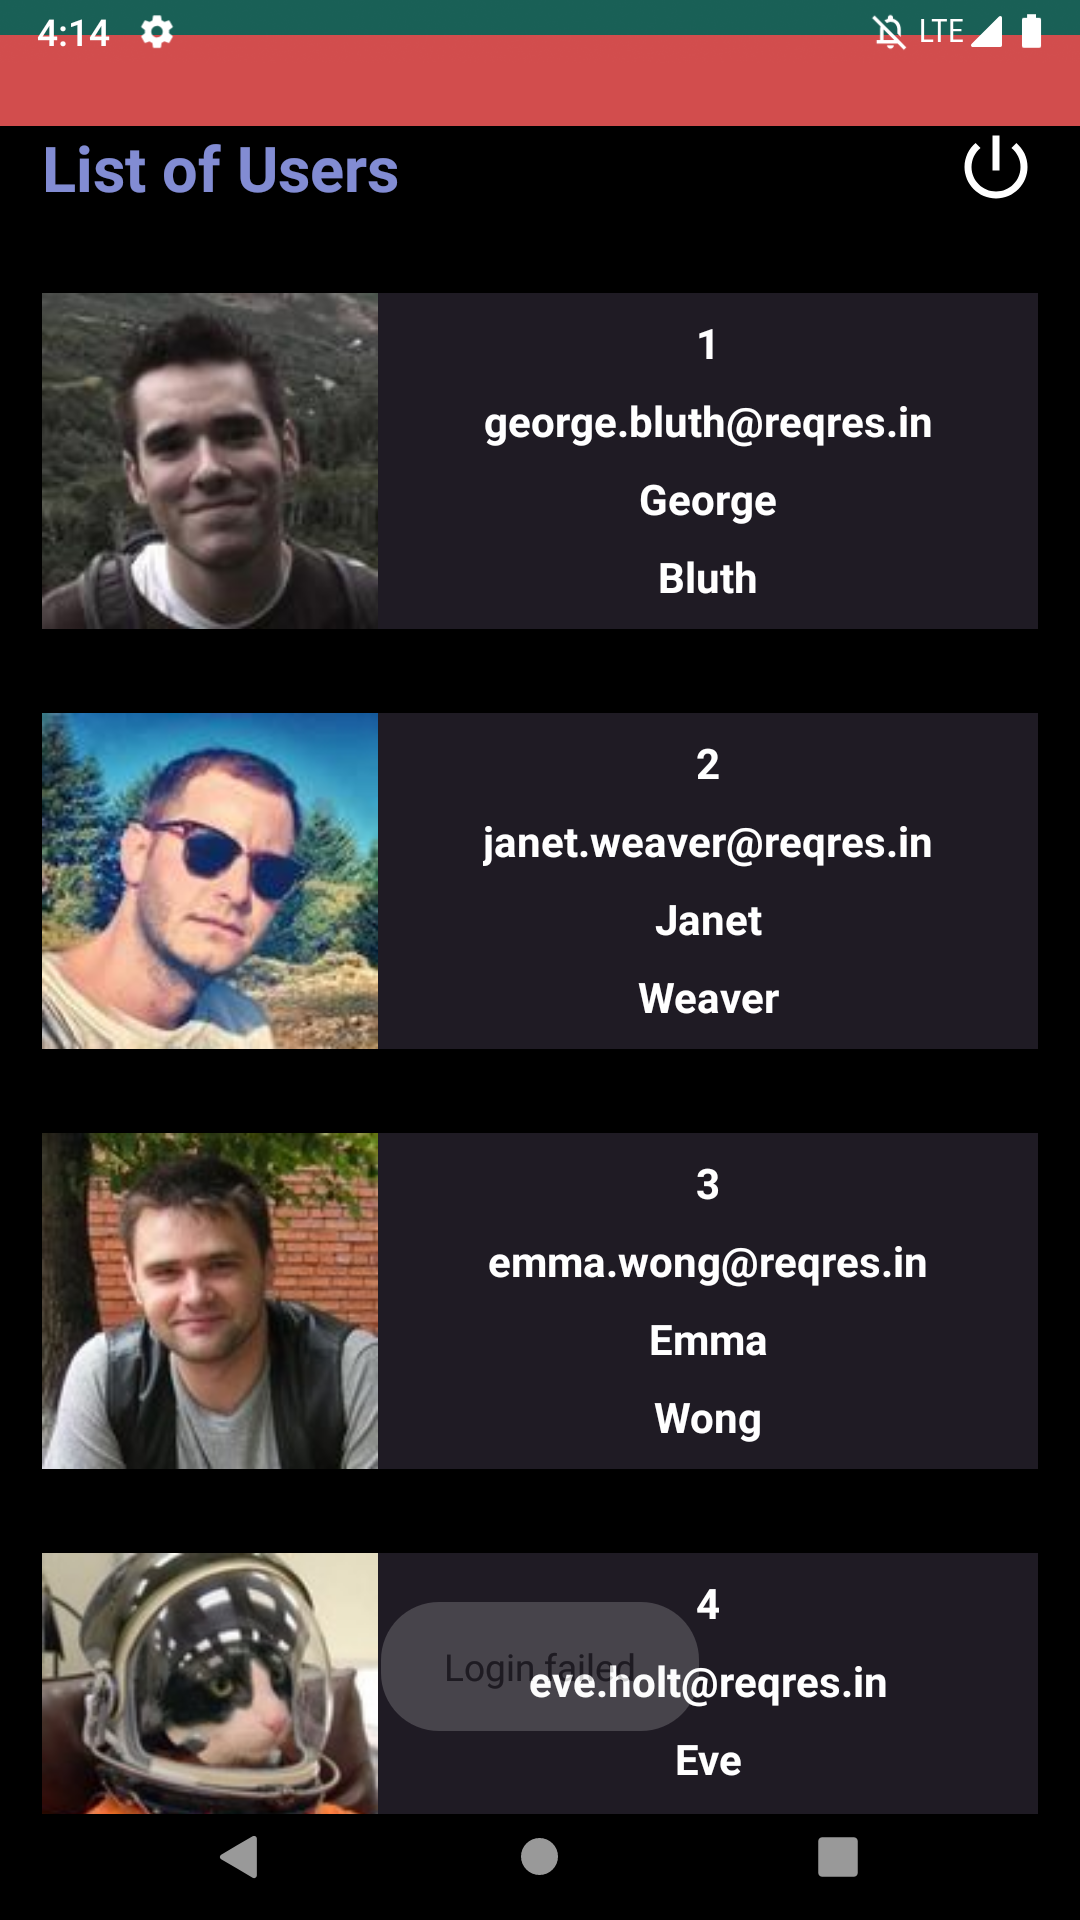 4:14 LTE
List of Users
1
george.bluth@reqres.in
George
Bluth
2
janet.weaver@reqres.in
Janet
Weaver
3
emma.wong@reqres.in
Emma
Wong
4
Login failed
eve.holt@reqres.in
Eve